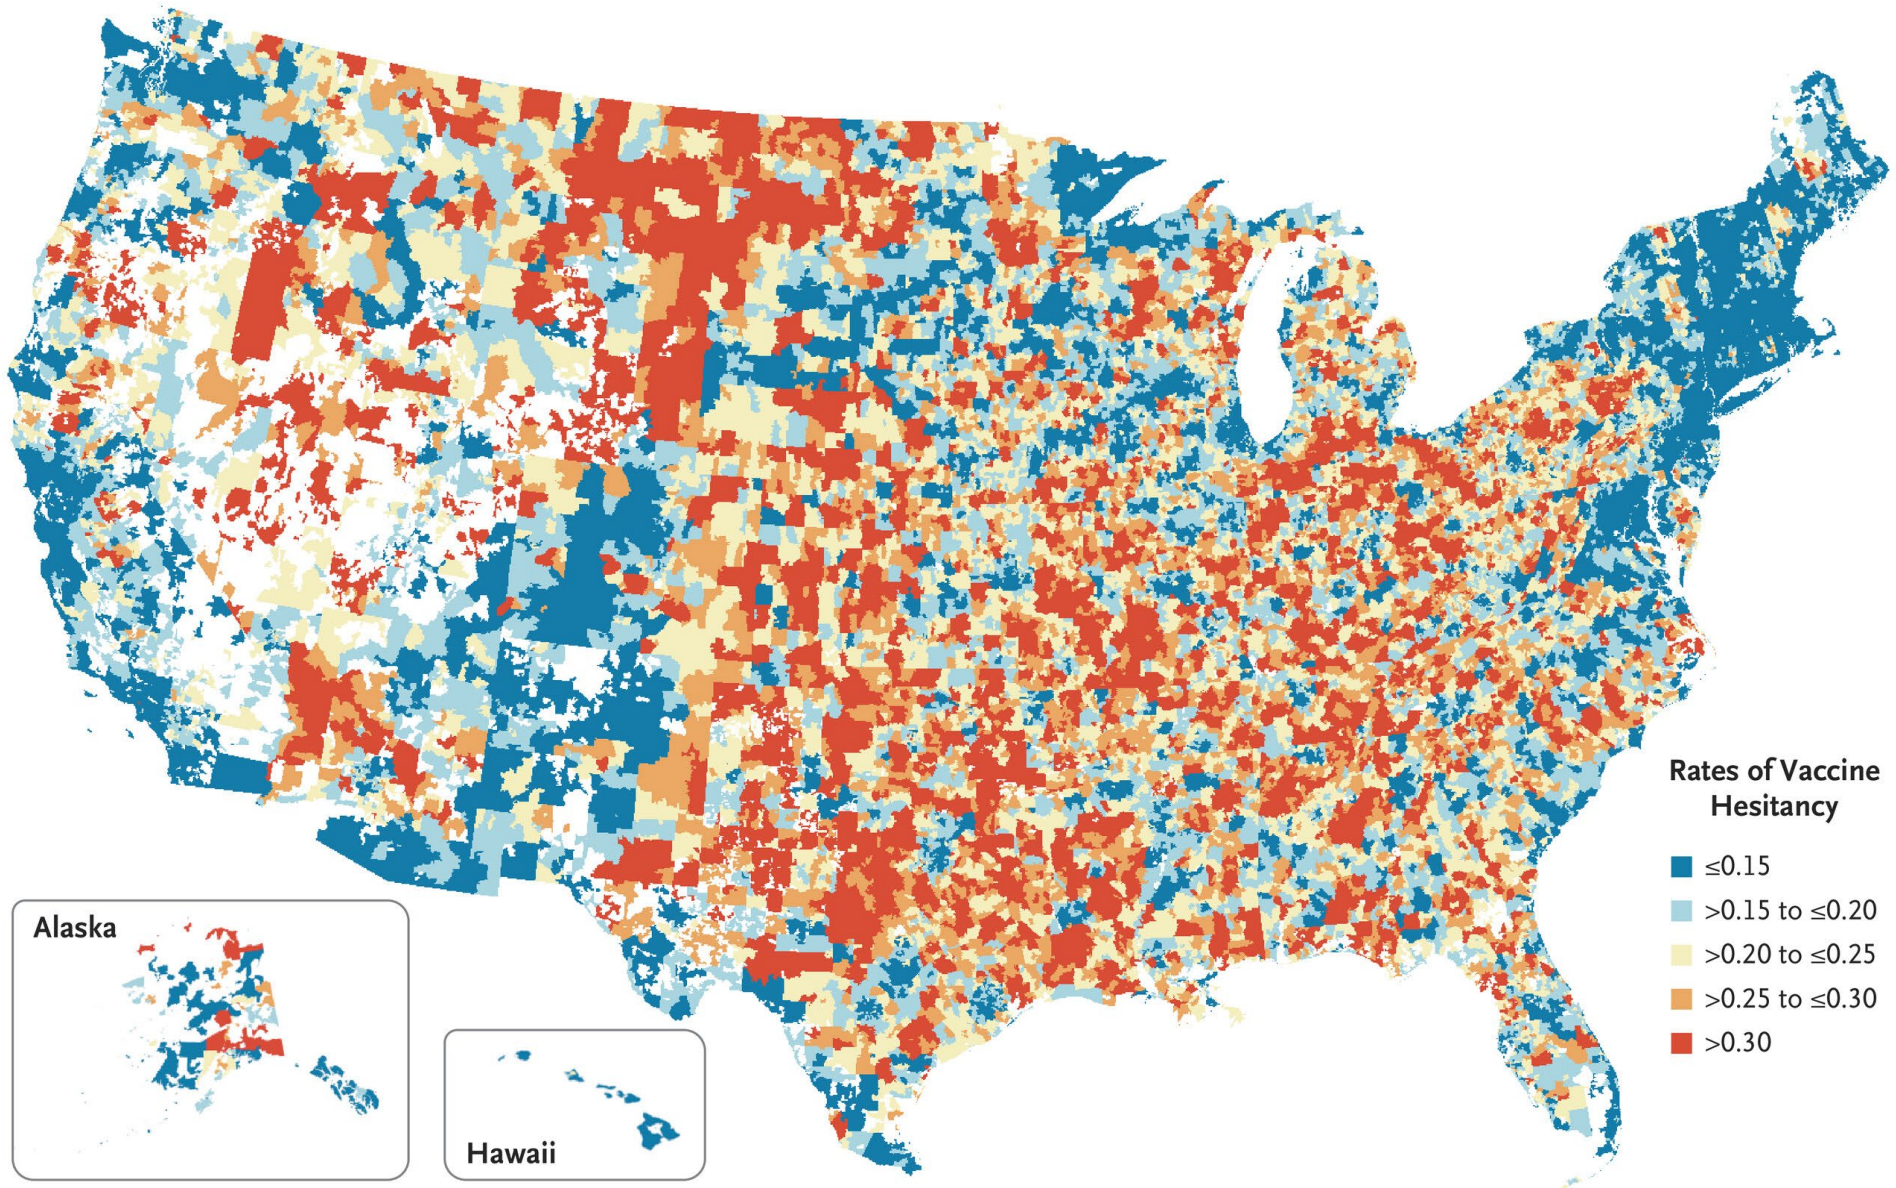 Rates of Vaccine
Hesitancy
≤0.15
>0.15 to ≤0.20
>0.20 to ≤0.25
>0.25 to ≤0.30
>0.30
Alaska
Hawaii